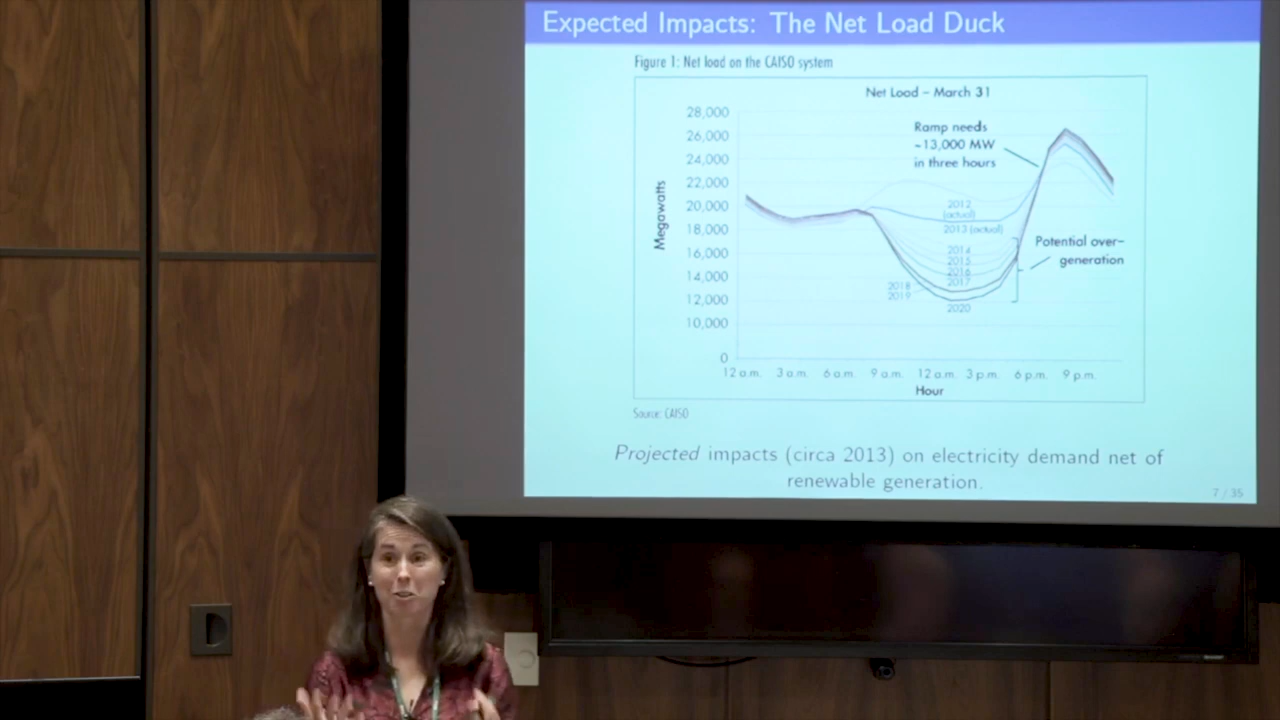 Expected Impacts: The Net Load Duck
Figure 1: Net load on the CAISO system
Net Load – March 31
28,000
26,000
24,000
22,000
20,000
18,000
16,000
14,000
12,000
10,000
0
Megawatts
Ramp needs
~13,000 MW
in three hours
2012
(actual)
2013 (actual)
2014
2015
2016
2017
2018
2019
2020
Potential over–
generation
12 a.m. 3 a.m. 6 a.m. 9 a.m. 12 a.m. 3 p.m. 6 p.m. 9 p.m.
Hour
Source: CAISO
Projected impacts (circa 2013) on electricity demand net of
renewable generation.
7 / 35